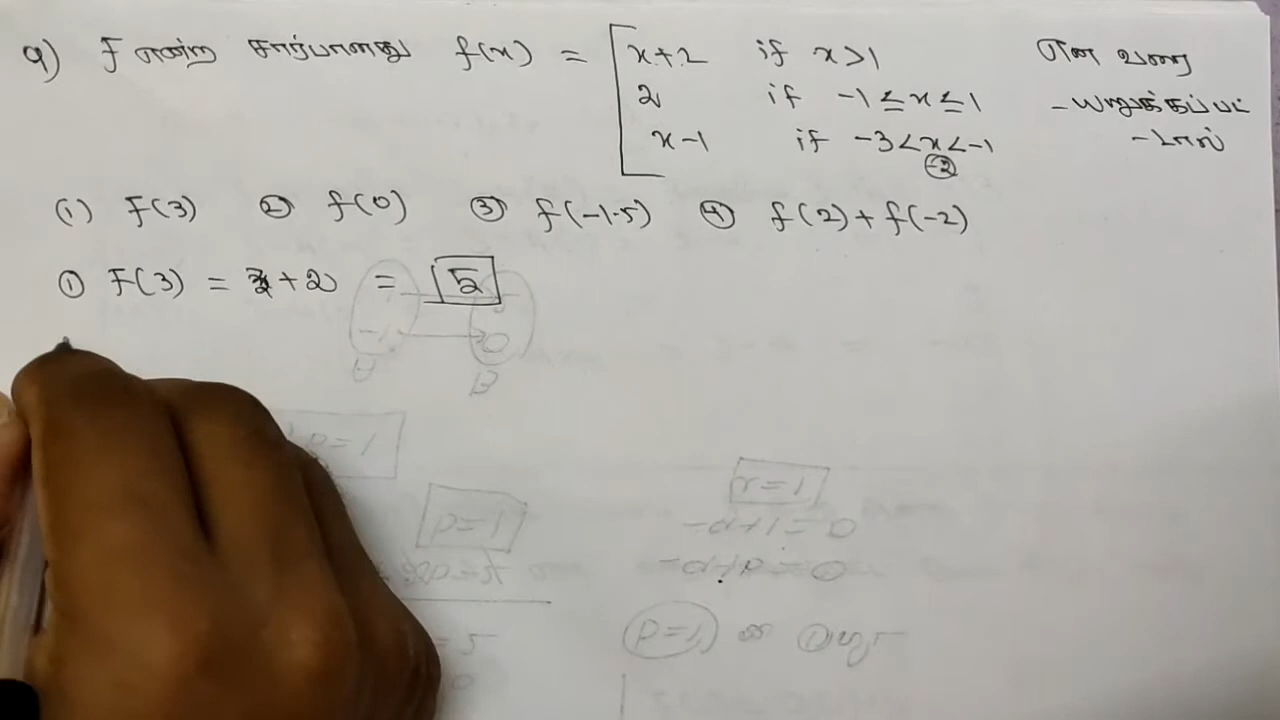 9) f என்ற சார்பானது f(x) = [ x+2 if x>1 என வரை
2 if -1≤x≤1 -யறுக்கப்பட்
x-1 if -3<x<-1 -டால்
-2
(i) F(3) ② f(0) ③ f(-1.5) ④ f(2)+f(-2)
① F(3) = 3+2 = 5